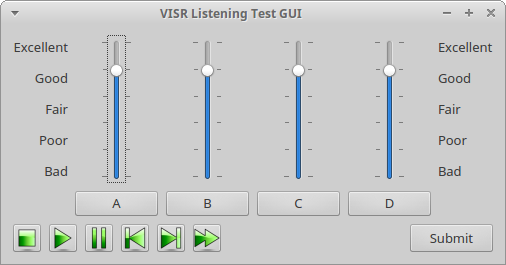 VISR Listening Test GUI
Excellent Excellent
Good Good
Fair Fair
Poor Poor
Bad Bad
A B C D
Submit